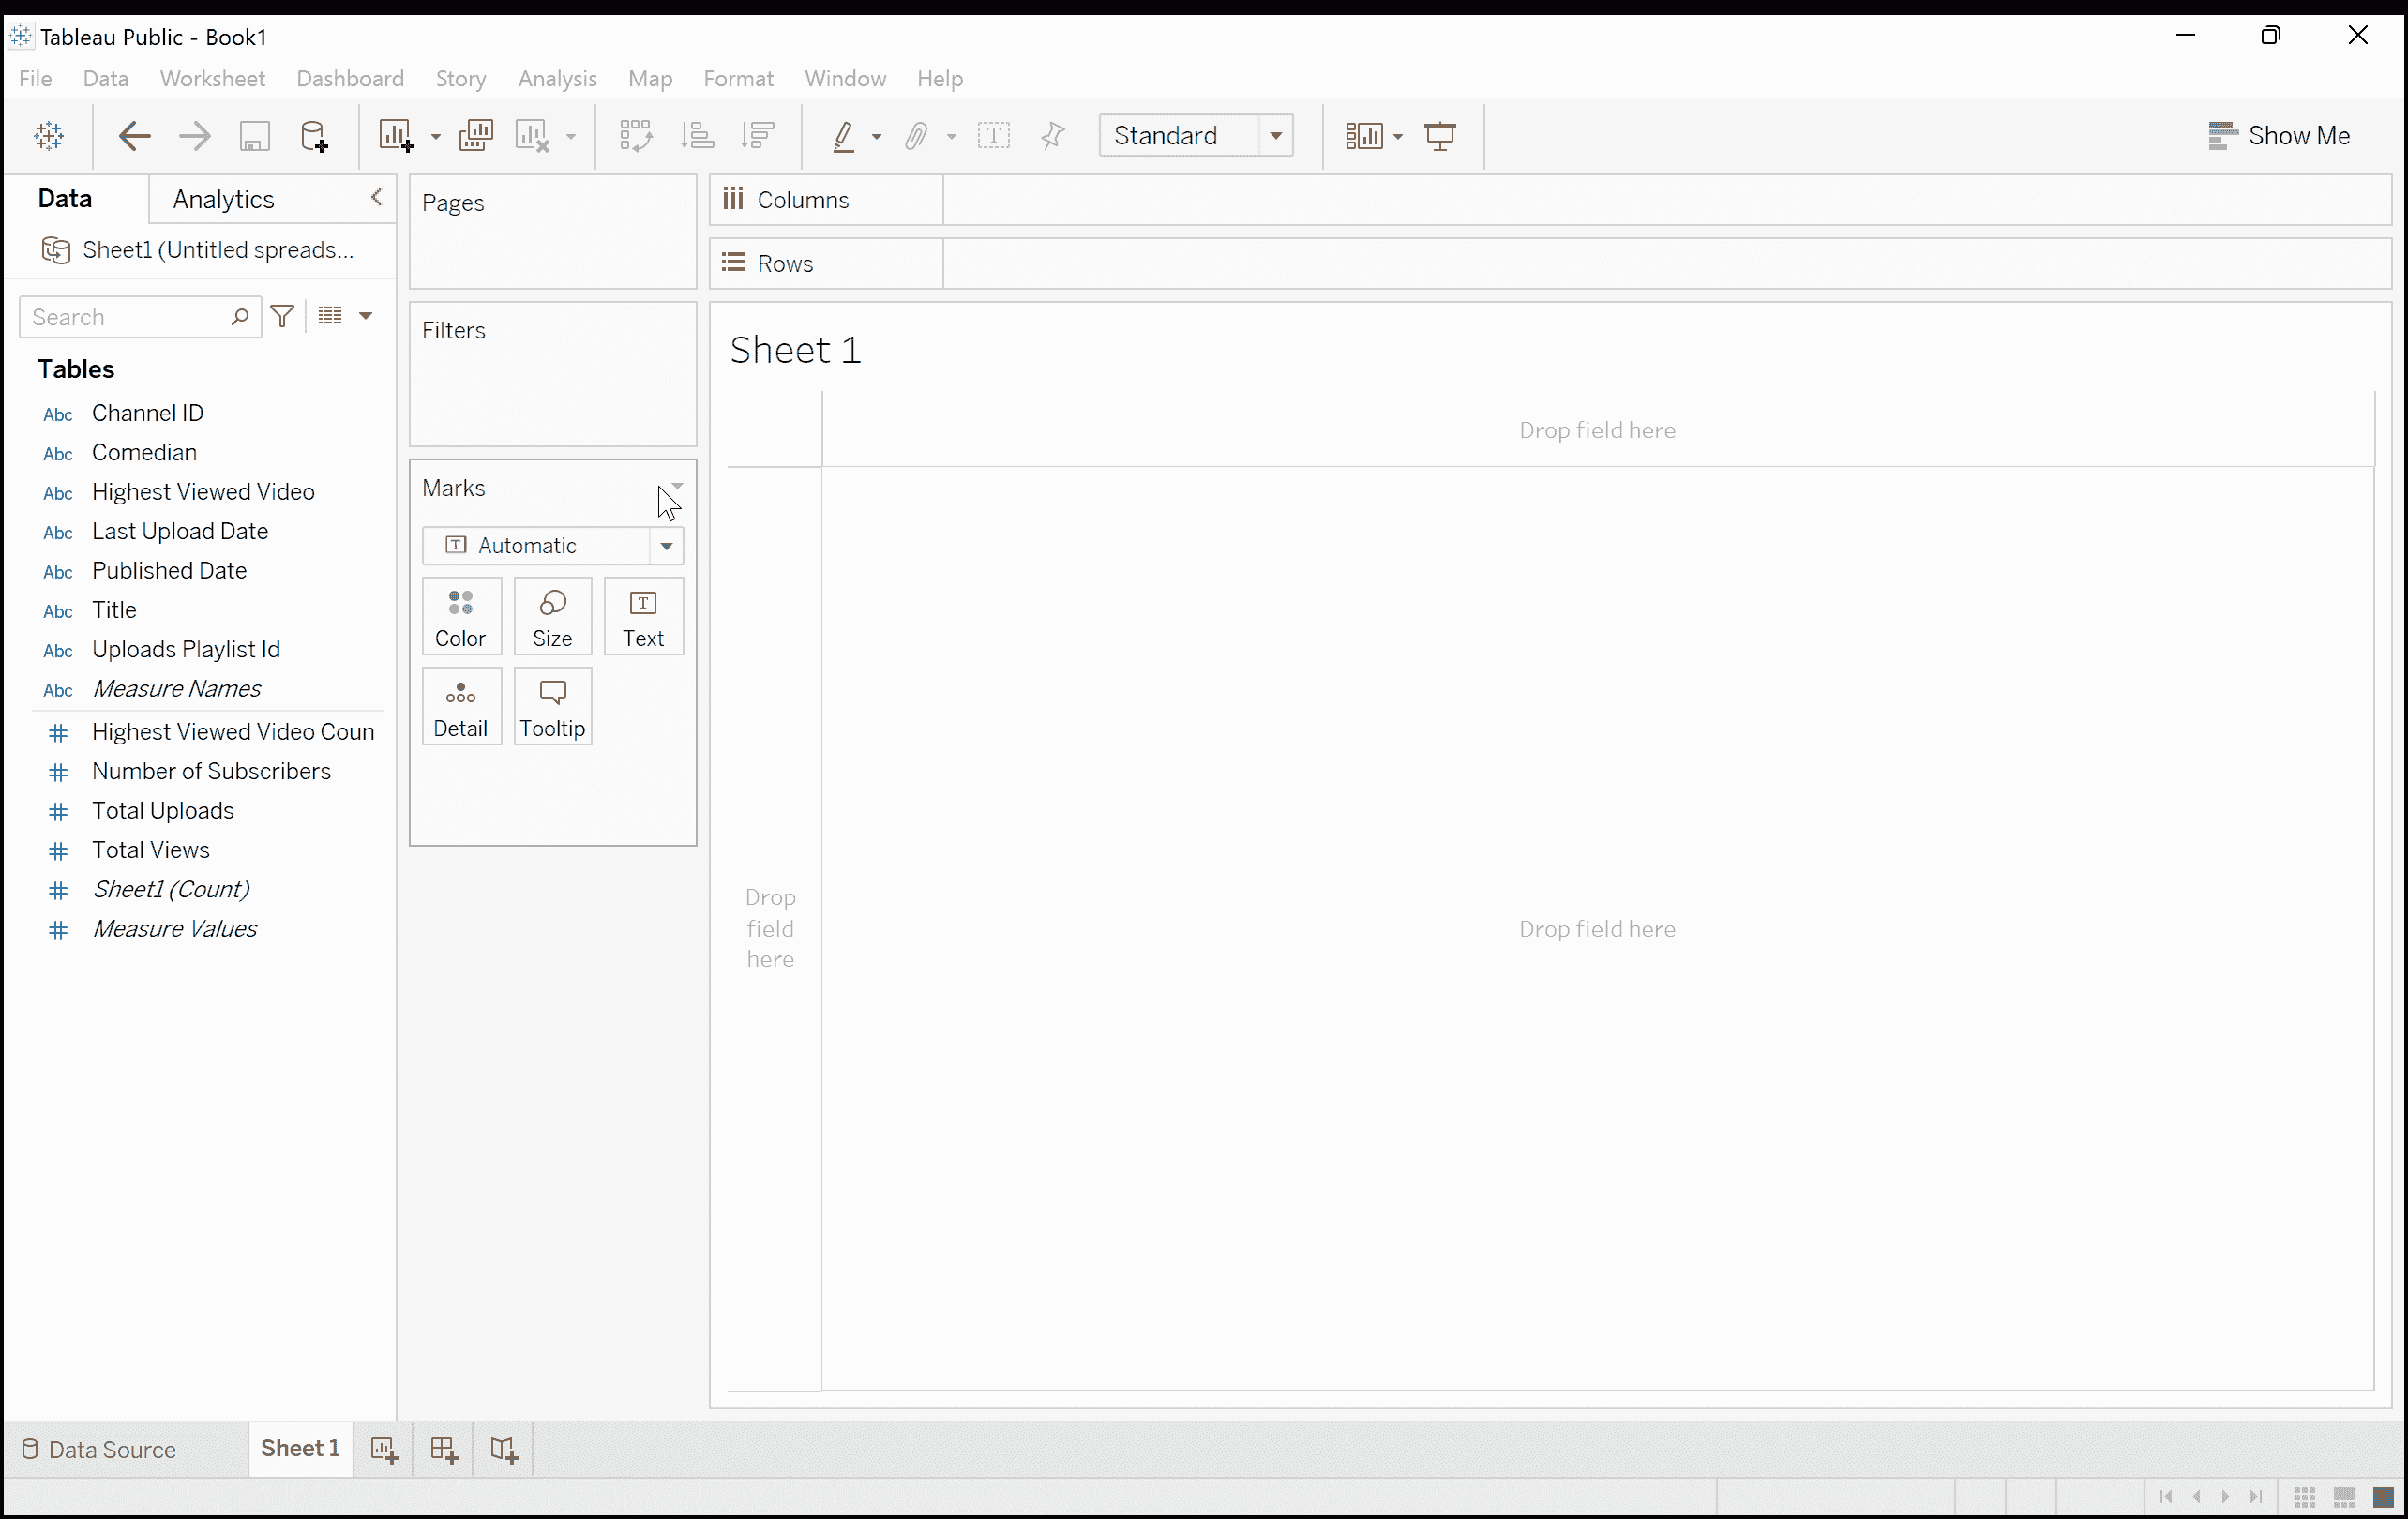 Tableau Public - Book1
File Data Worksheet Dashboard Story Analysis Map Format Window Help
Standard
Show Me
Data Analytics
Sheet1 (Untitled spreads...
Search
Tables
Abc Channel ID
Abc Comedian
Abc Highest Viewed Video
Abc Last Upload Date
Abc Published Date
Abc Title
Abc Uploads Playlist Id
Abc Measure Names
# Highest Viewed Video Coun
# Number of Subscribers
# Total Uploads
# Total Views
# Sheet1 (Count)
# Measure Values
Pages
Filters
Marks
T Automatic
Color Size T Text
Detail Tooltip
Columns
Rows
Sheet 1
Drop field here
Drop
field
here
Drop field here
Data Source Sheet 1